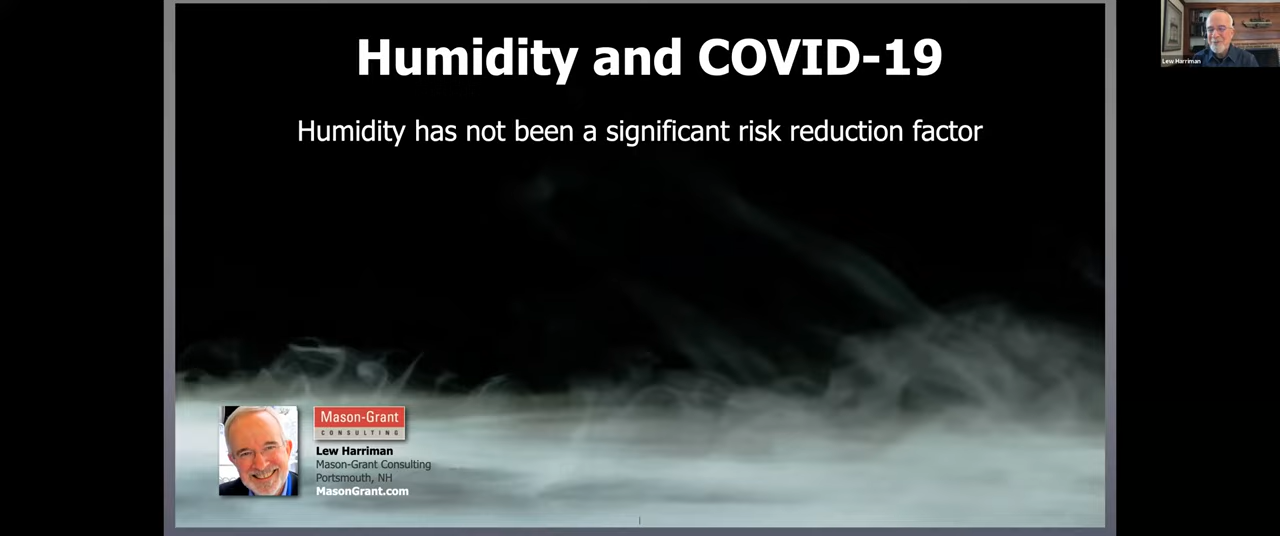 Humidity and COVID-19
Lew Harriman
Humidity has not been a significant risk reduction factor
Mason-Grant
CONSULTING
Lew Harriman
Mason-Grant Consulting
Portsmouth, NH
MasonGrant.com